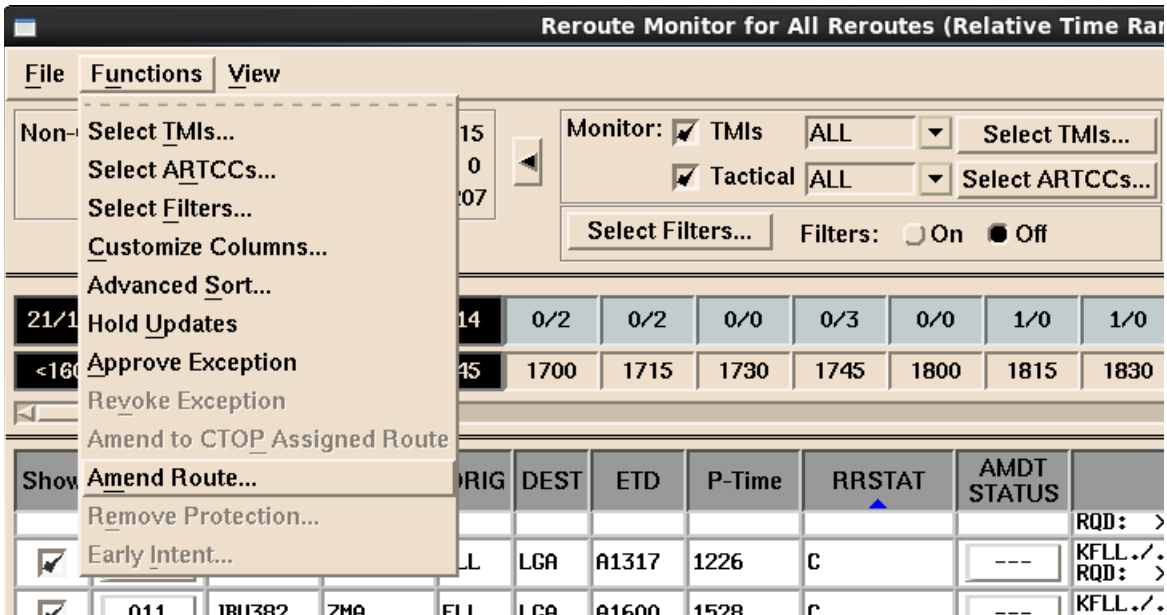 Reroute Monitor for All Reroutes (Relative Time Ran
File Functions View
Select TMIs...
Select ARTCCs...
Select Filters...
Customize Columns...
Advanced Sort...
Hold Updates
Approve Exception
Revoke Exception
Amend to CTOP Assigned Route
Amend Route...
Remove Protection...
Early Intent...
15
0
Monitor: TMIs ALL Select TMIs...
Tactical ALL Select ARTCCs...
Select Filters... Filters: On Off
21/1 14 0/2 0/2 0/0 0/3 0/0 1/0 1/0
<160 45 1700 1715 1730 1745 1800 1815 1830
Show DEST ETD P-Time RRSTAT AMDT STATUS
RQD:
LGA A1317 1226 C --- KFLL./.
RQD:
011 JBU382 ZMA FLL LGA A1600 1528 C --- KFLL./.